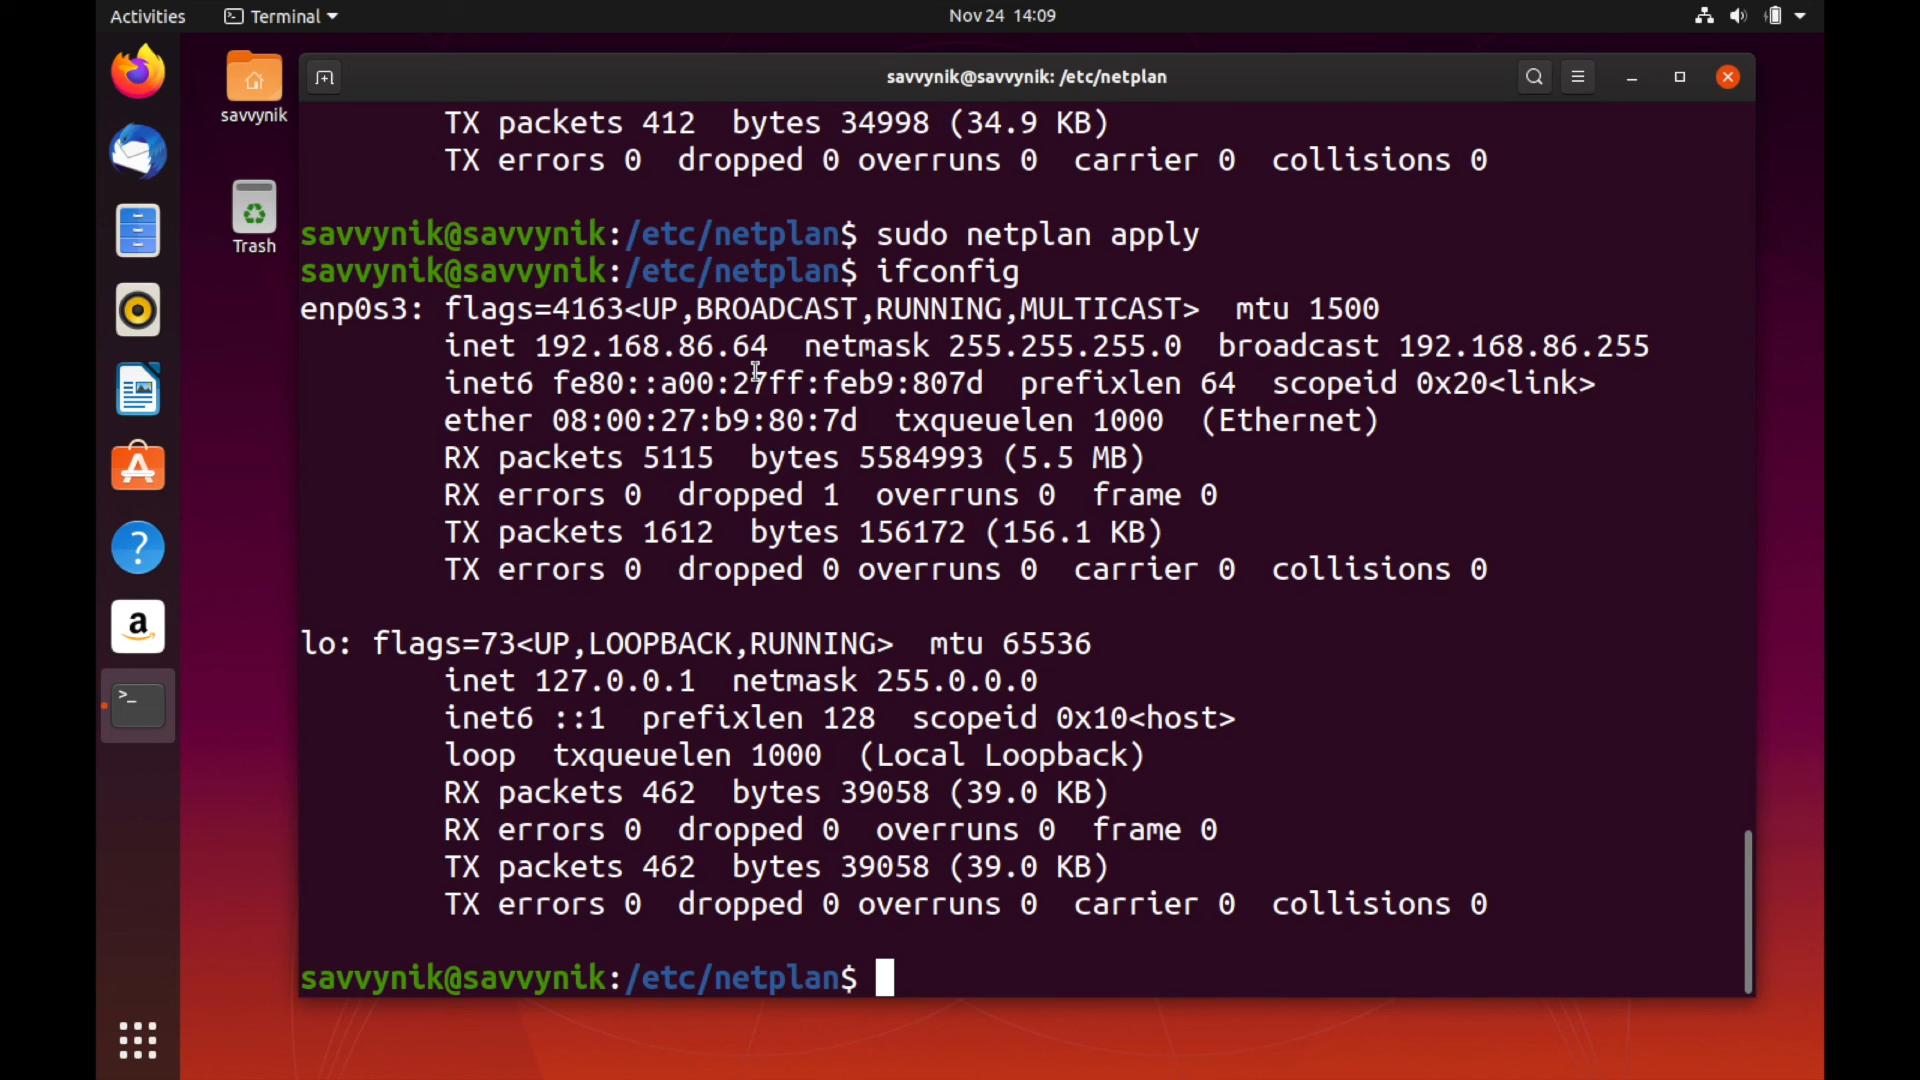 Activities Terminal Nov 24 14:09
savvynik
Trash
savvynik@savvynik: /etc/netplan
TX packets 412 bytes 34998 (34.9 KB)
TX errors 0 dropped 0 overruns 0 carrier 0 collisions 0
savvynik@savvynik:/etc/netplan$ sudo netplan apply
savvynik@savvynik:/etc/netplan$ ifconfig
enp0s3: flags=4163<UP,BROADCAST,RUNNING,MULTICAST> mtu 1500
inet 192.168.86.64 netmask 255.255.255.0 broadcast 192.168.86.255
inet6 fe80::a00:27ff:feb9:807d prefixlen 64 scopeid 0x20<link>
ether 08:00:27:b9:80:7d txqueuelen 1000 (Ethernet)
RX packets 5115 bytes 5584993 (5.5 MB)
RX errors 0 dropped 1 overruns 0 frame 0
TX packets 1612 bytes 156172 (156.1 KB)
TX errors 0 dropped 0 overruns 0 carrier 0 collisions 0
lo: flags=73<UP,LOOPBACK,RUNNING> mtu 65536
inet 127.0.0.1 netmask 255.0.0.0
inet6 ::1 prefixlen 128 scopeid 0x10<host>
loop txqueuelen 1000 (Local Loopback)
RX packets 462 bytes 39058 (39.0 KB)
RX errors 0 dropped 0 overruns 0 frame 0
TX packets 462 bytes 39058 (39.0 KB)
TX errors 0 dropped 0 overruns 0 carrier 0 collisions 0
savvynik@savvynik:/etc/netplan$